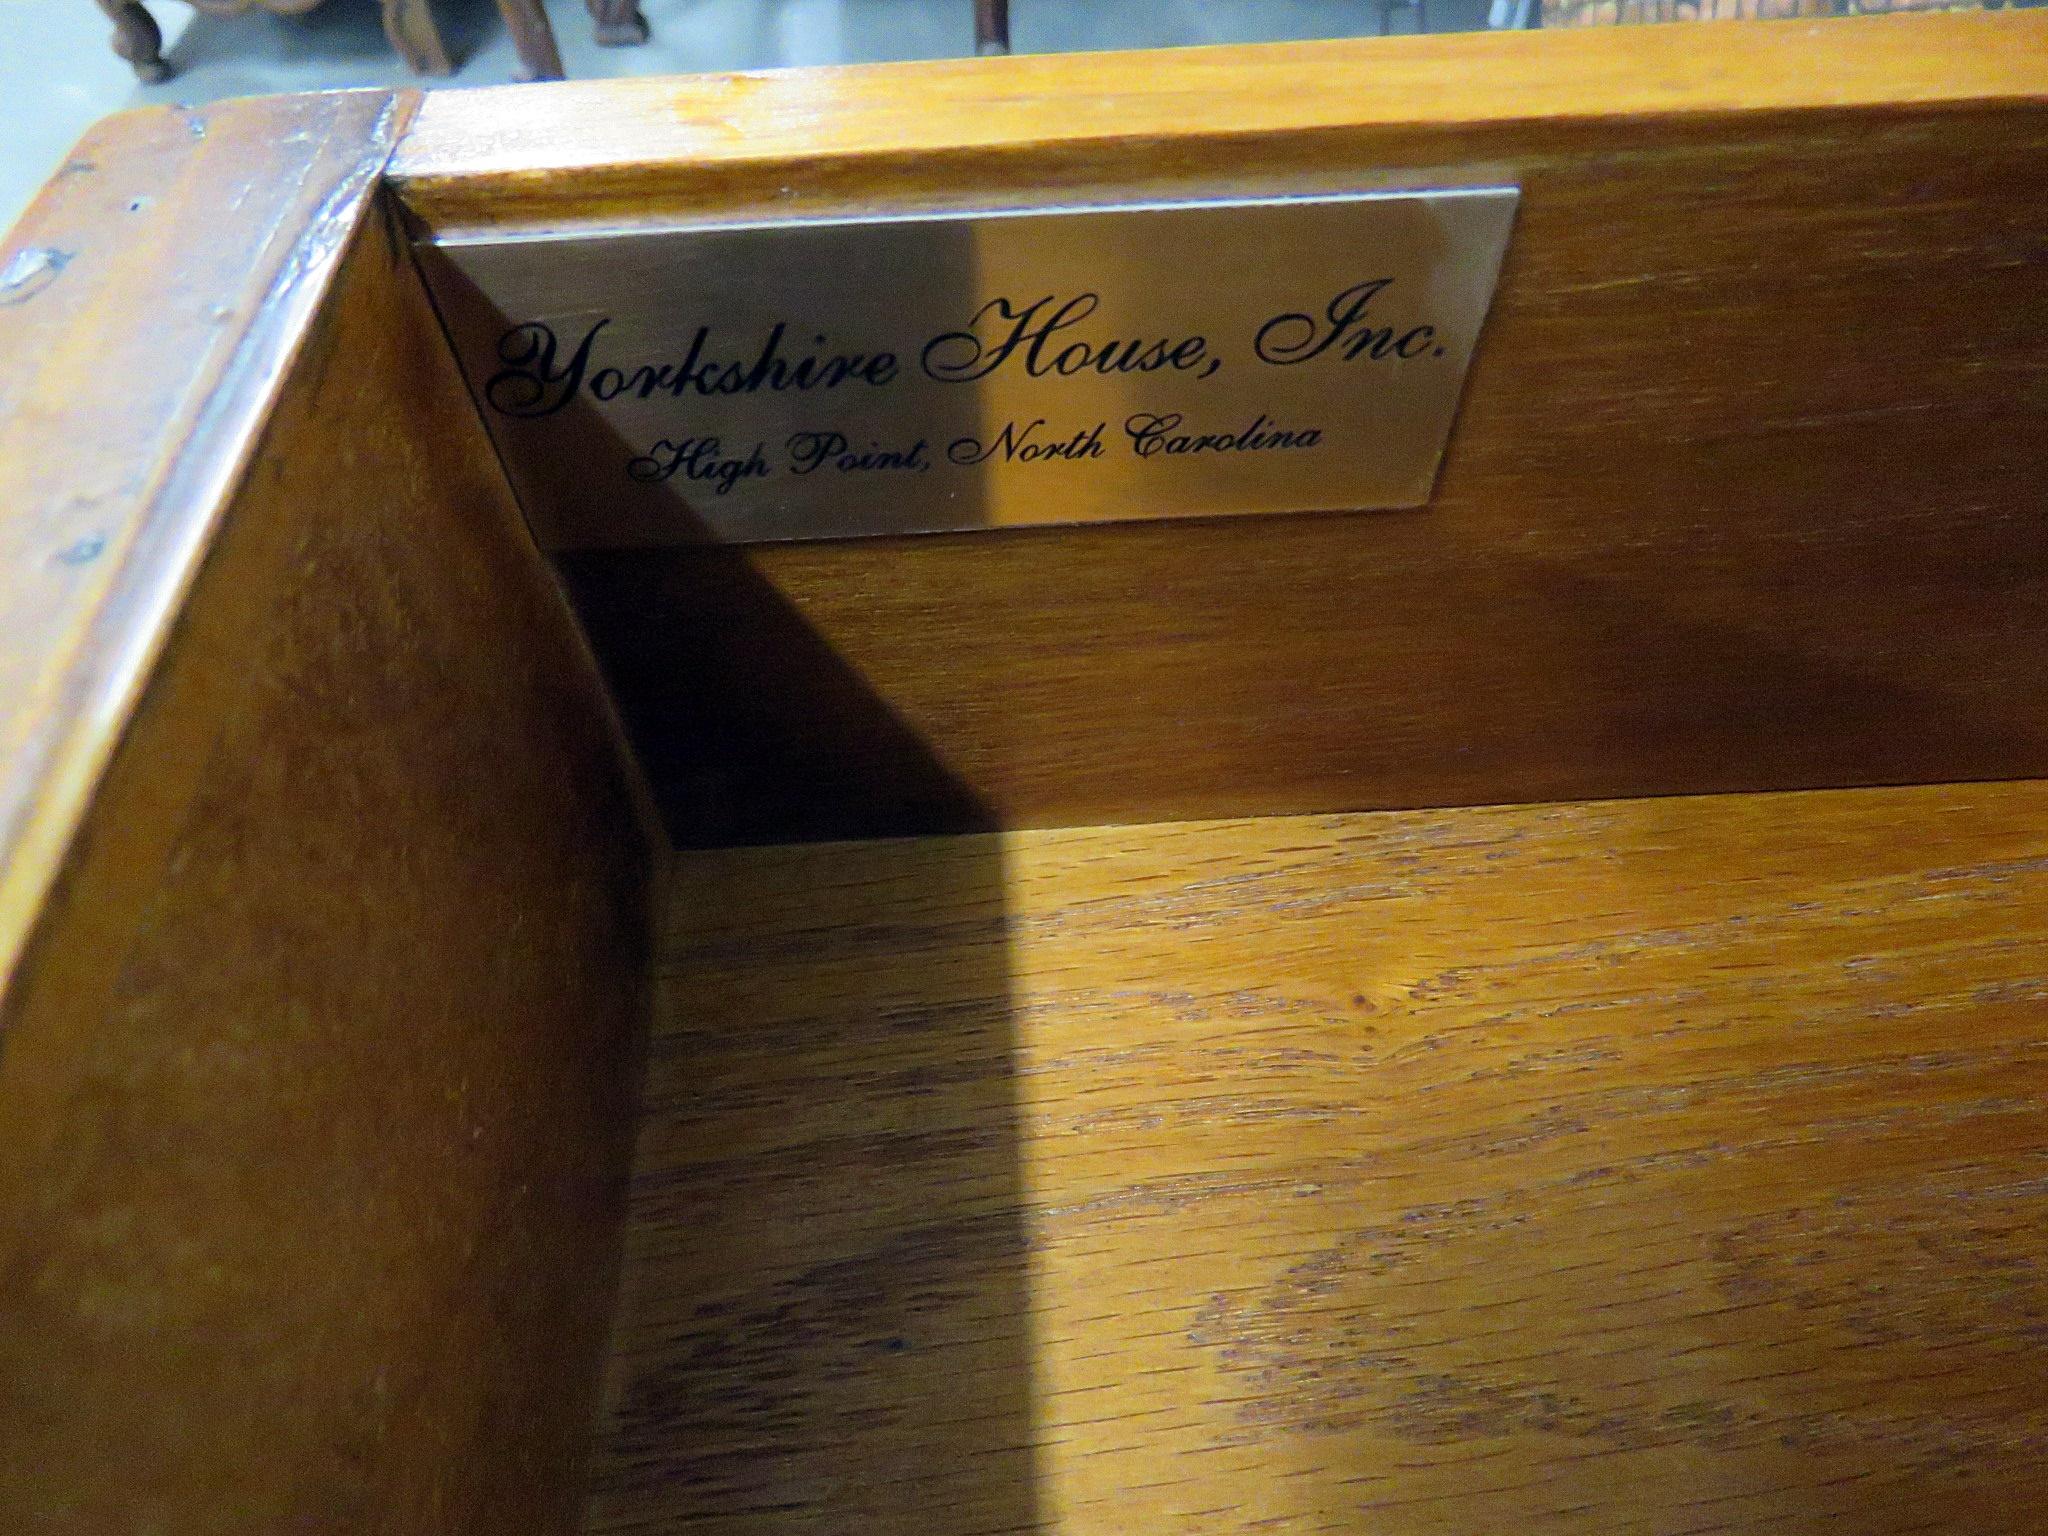 Yorkshire House, Inc.
High Point, North Carolina